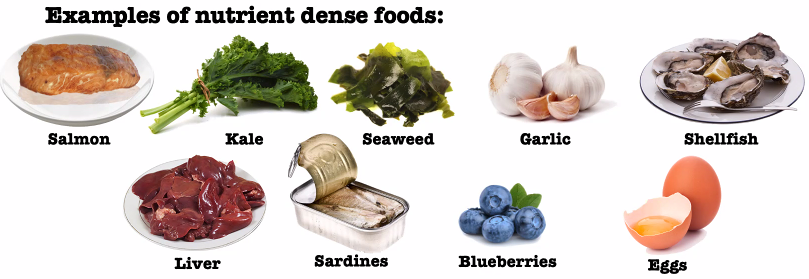 Examples of nutrient dense foods:
Salmon
Kale
Seaweed
Garlic
Shellfish
Liver
Sardines
Blueberries
Eggs